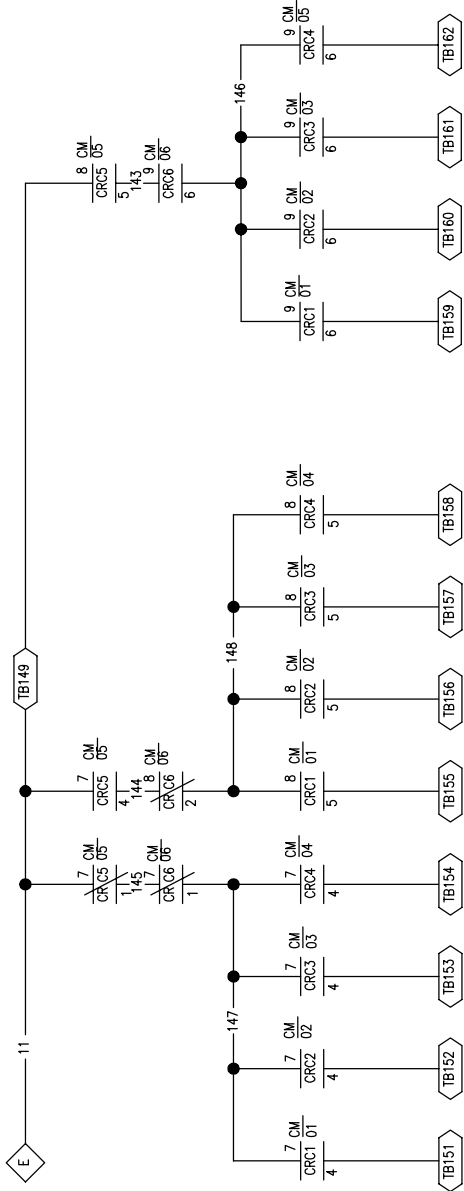 E
11
TB149
7
CM
05
CRC5
1
145
7
CM
06
CRC6
1
7
CM
05
CRC5
4
144
8
CM
06
CRC6
2
8
CM
05
CRC5
5
143
9
CM
06
CRC6
6
147
148
146
7
CM
01
CRC1
4
7
CM
02
CRC2
4
7
CM
03
CRC3
4
7
CM
04
CRC4
4
8
CM
01
CRC1
5
8
CM
02
CRC2
5
8
CM
03
CRC3
5
8
CM
04
CRC4
5
9
CM
01
CRC1
6
9
CM
02
CRC2
6
9
CM
03
CRC3
6
9
CM
05
CRC4
6
TB151
TB152
TB153
TB154
TB155
TB156
TB157
TB158
TB159
TB160
TB161
TB162